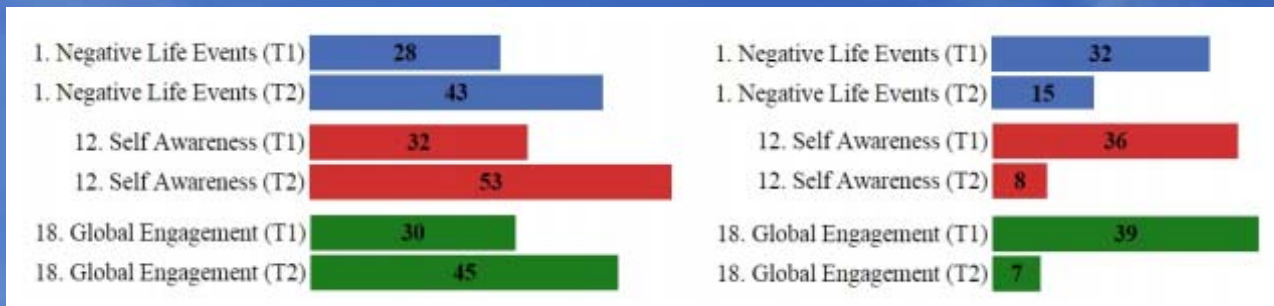 1. Negative Life Events (T1) 28
1. Negative Life Events (T2) 43
12. Self Awareness (T1) 32
12. Self Awareness (T2) 53
18. Global Engagement (T1) 30
18. Global Engagement (T2) 45
1. Negative Life Events (T1) 32
1. Negative Life Events (T2) 15
12. Self Awareness (T1) 36
12. Self Awareness (T2) 8
18. Global Engagement (T1) 39
18. Global Engagement (T2) 7